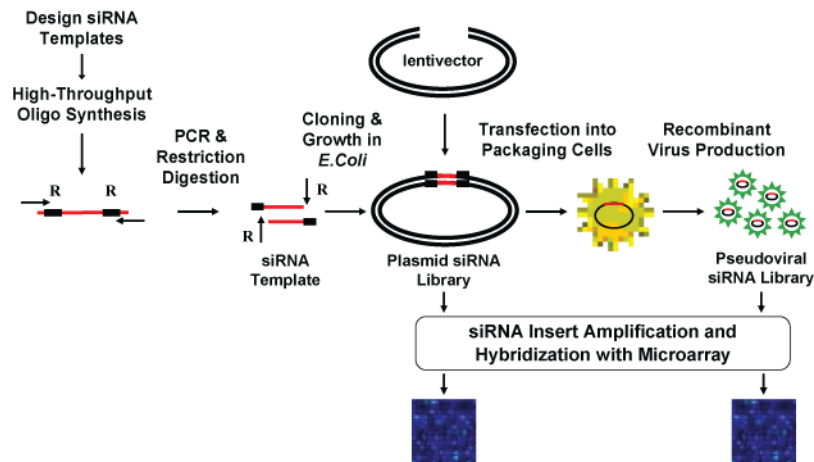 Design siRNA
Templates
High-Throughput
Oligo Synthesis
R
R
PCR &
Restriction
Digestion
R
R
siRNA
Template
Cloning &
Growth in
E.Coli
lentivector
Plasmid siRNA
Library
Transfection into
Packaging Cells
Recombinant
Virus Production
Pseudoviral
siRNA Library
siRNA Insert Amplification and
Hybridization with Microarray